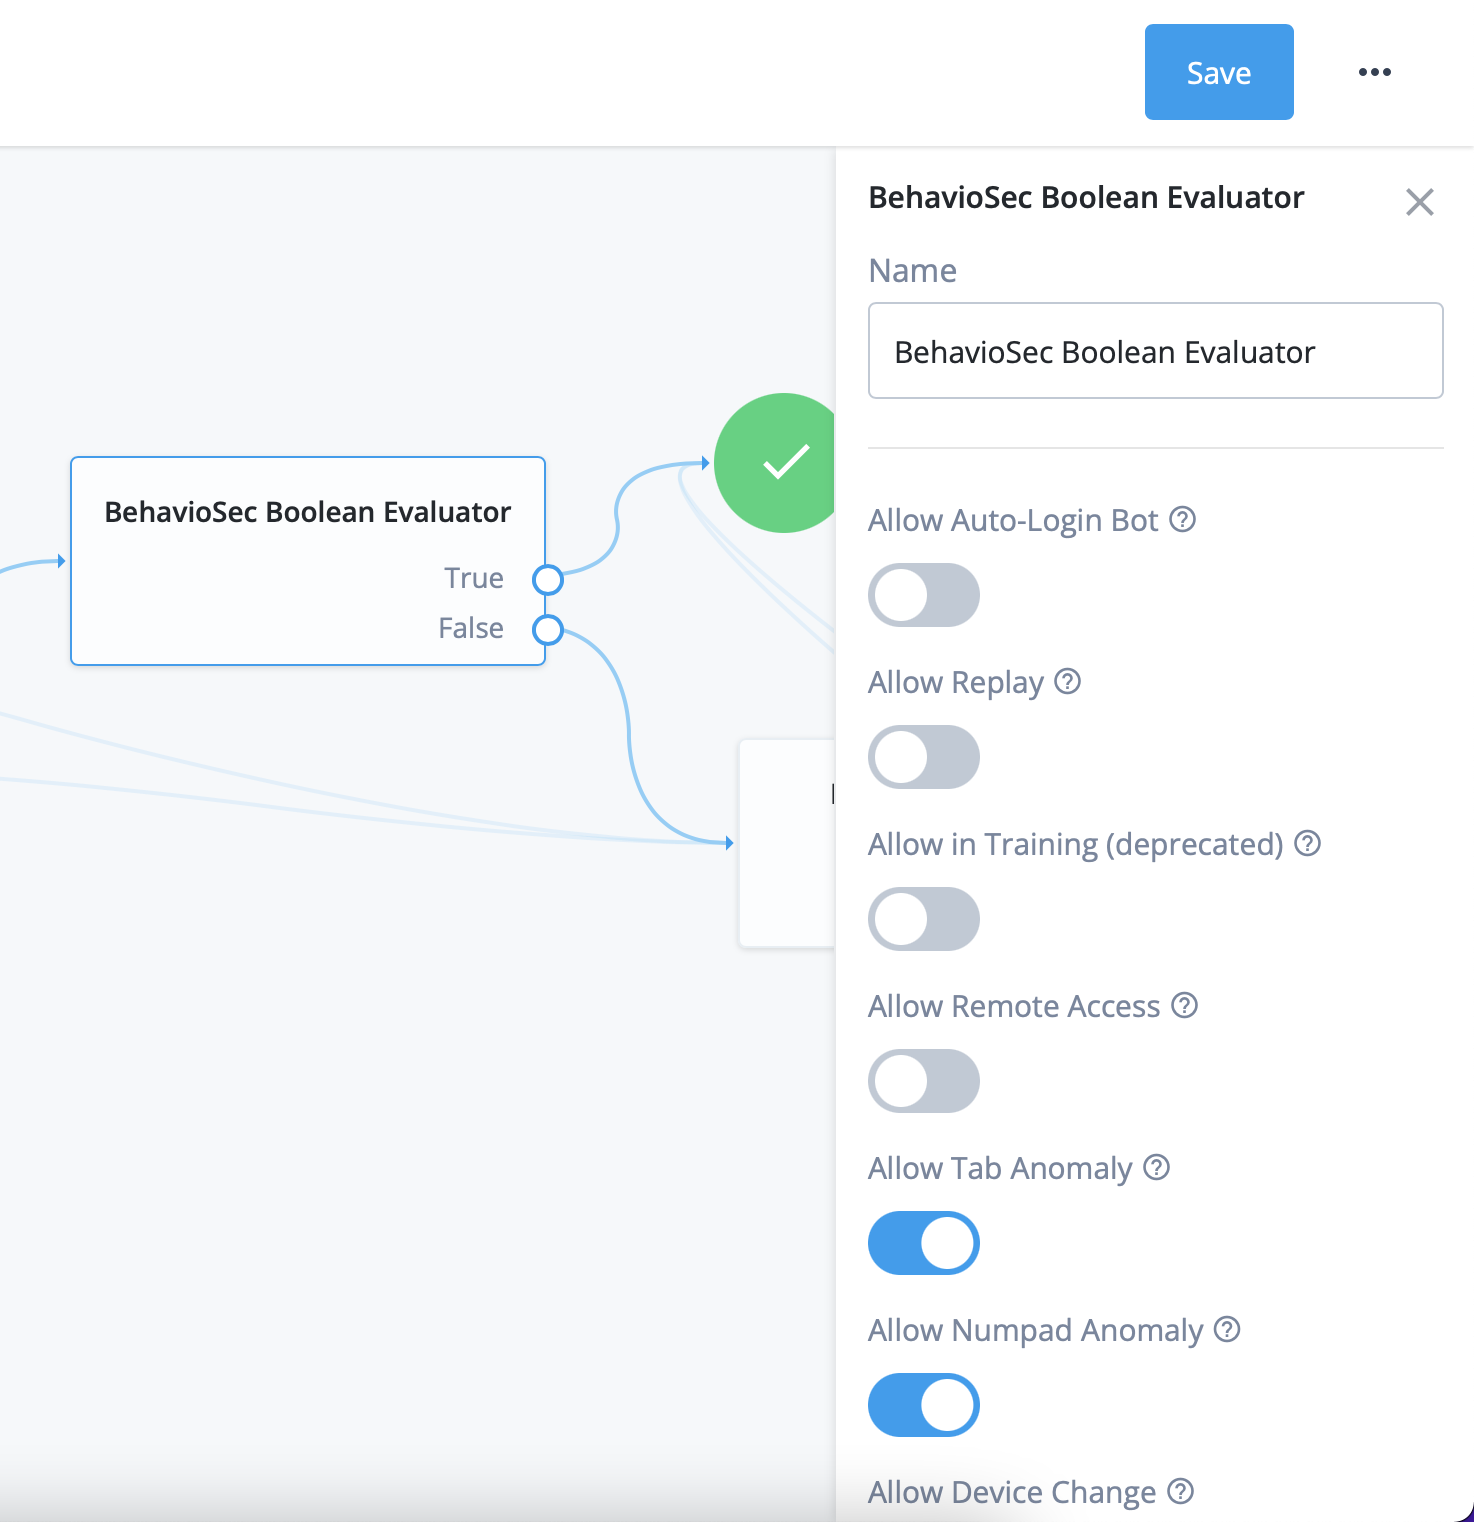 Save
BehavioSec Boolean Evaluator
Name
BehavioSec Boolean Evaluator
BehavioSec Boolean Evaluator
True
False
Allow Auto-Login Bot
Allow Replay
Allow in Training (deprecated)
Allow Remote Access
Allow Tab Anomaly
Allow Numpad Anomaly
Allow Device Change